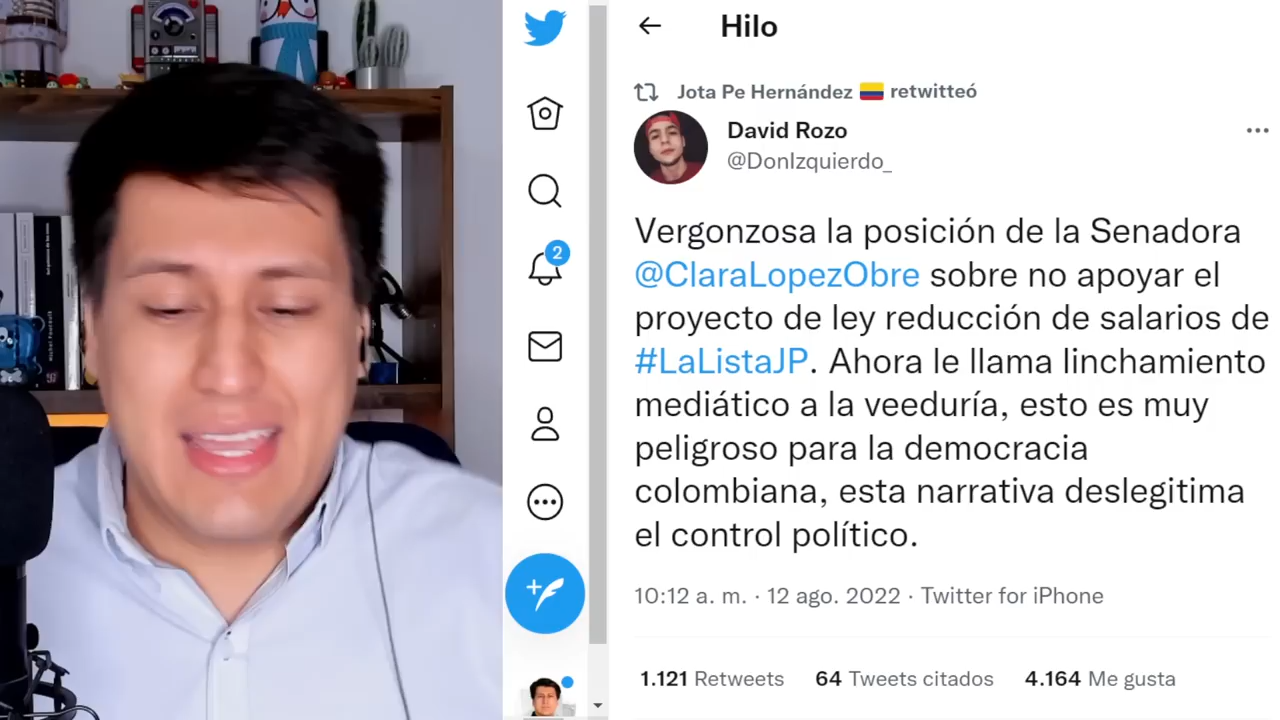 Hilo
Jota Pe Hernández 🇨🇴 retwitteó
David Rozo
@DonIzquierdo_
Vergonzosa la posición de la Senadora
@ClaraLopezObre sobre no apoyar el
proyecto de ley reducción de salarios de
#LaListaJP. Ahora le llama linchamiento
mediático a la veeduría, esto es muy
peligroso para la democracia
colombiana, esta narrativa deslegitima
el control político.
10:12 a. m. · 12 ago. 2022 · Twitter for iPhone
1.121 Retweets 64 Tweets citados 4.164 Me gusta
2
Michel Foucault